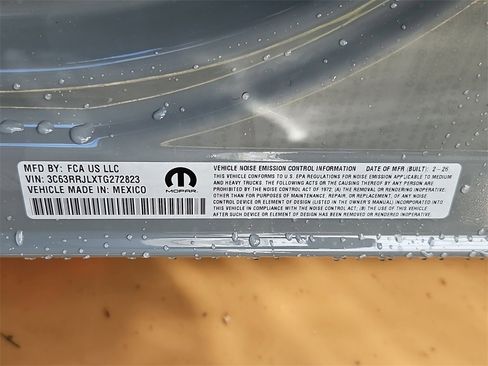 MFD BY: FCA US LLC
VIN: 3C63RRJLXTG272823
VEHICLE MADE IN: MEXICO
MOPAR
VEHICLE NOISE EMISSION CONTROL INFORMATION DATE OF MFR (BUILT): 2-26
THIS VEHICLE CONFORMS TO U.S. EPA REGULATIONS FOR NOISE EMISSION APPLICABLE TO MEDIUM
AND HEAVY TRUCKS. THE FOLLOWING ACTS OR THE CAUSING THEREOF BY ANY PERSON ARE
PROHIBITED BY THE NOISE CONTROL ACT OF 1972: (A) THE REMOVAL OR RENDERING INOPERATIVE,
OTHER THAN FOR PURPOSES OF MAINTENANCE, REPAIR, OR REPLACEMENT, OF ANY NOISE
CONTROL DEVICE OR ELEMENT OF DESIGN (LISTED IN THE OWNER'S MANUAL) INCORPORATED INTO
THIS VEHICLE IN COMPLIANCE WITH THE NOISE CONTROL ACT; (B) THE USE OF THIS VEHICLE
AFTER SUCH DEVICE OR ELEMENT OF DESIGN HAS BEEN REMOVED OR RENDERED INOPERATIVE.